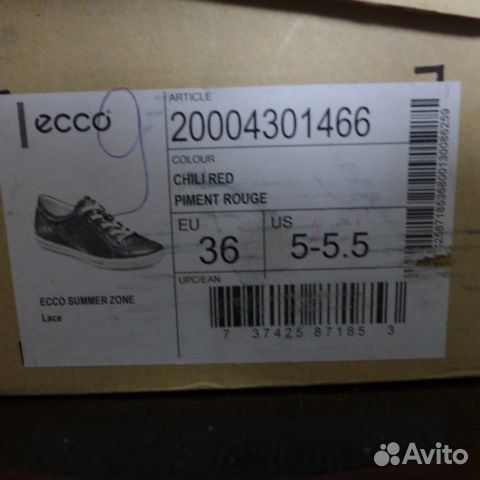 ecco
ARTICLE
20004301466
COLOUR
CHILI RED
PIMENT ROUGE
EU
36
US
5-5.5
UPC/EAN
7 37425 87185 3
ECCO SUMMER ZONE
Lace
Avito